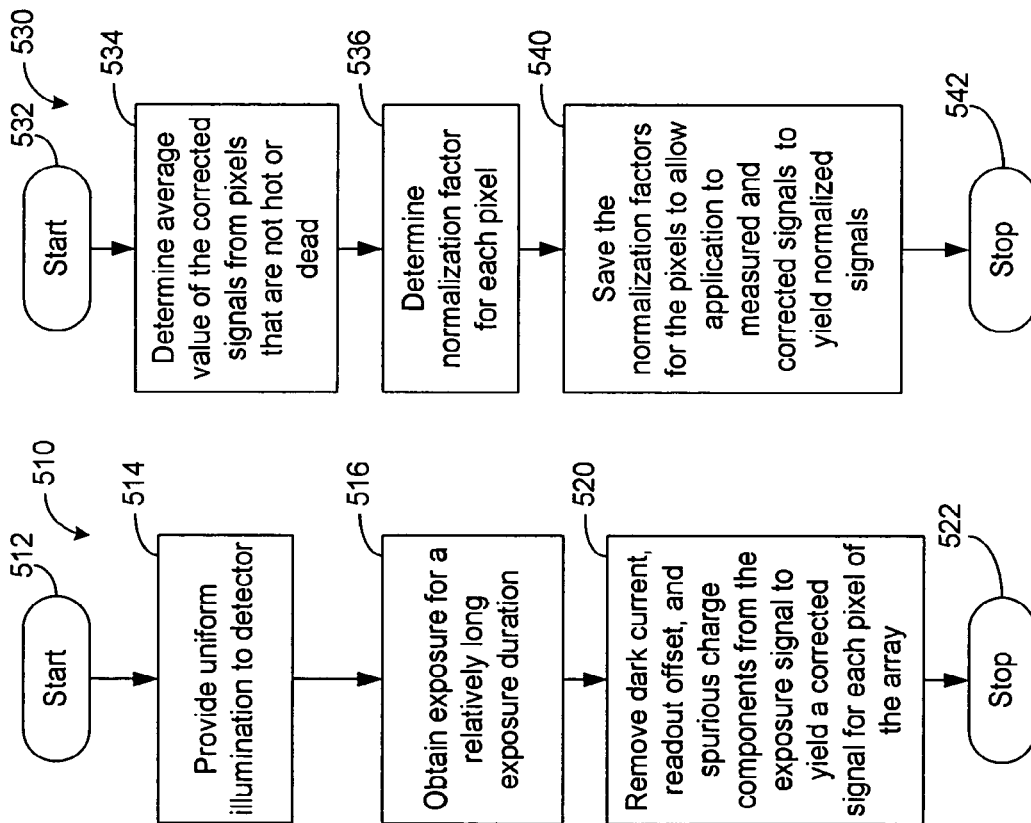 510
512
Start
514
Provide uniform
illumination to detector
516
Obtain exposure for a
relatively long
exposure duration
520
Remove dark current,
readout offset, and
spurious charge
components from the
exposure signal to
yield a corrected
signal for each pixel of
the array
522
Stop
530
532
Start
534
Determine average
value of the corrected
signals from pixels
that are not hot or
dead
536
Determine
normalization factor
for each pixel
540
Save the
normalization factors
for the pixels to allow
application to
measured and
corrected signals to
yield normalized
signals
542
Stop